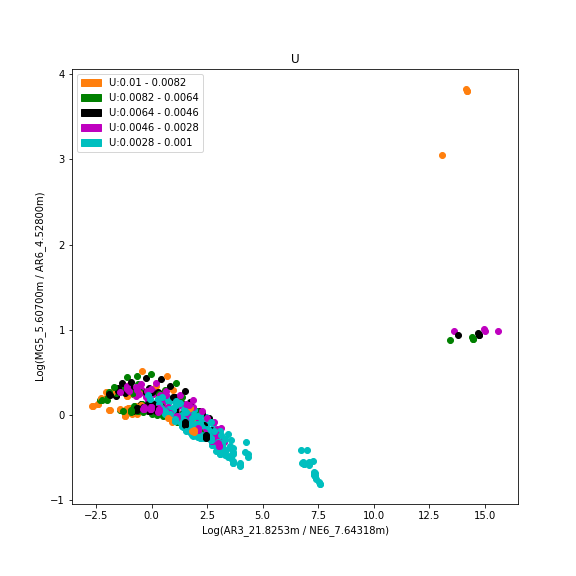 U
U:0.01 - 0.0082
U:0.0082 - 0.0064
U:0.0064 - 0.0046
U:0.0046 - 0.0028
U:0.0028 - 0.001
4
3
2
1
0
−1
Log(MG5_5.60700m / AR6_4.52800m)
−2.5 0.0 2.5 5.0 7.5 10.0 12.5 15.0
Log(AR3_21.8253m / NE6_7.64318m)